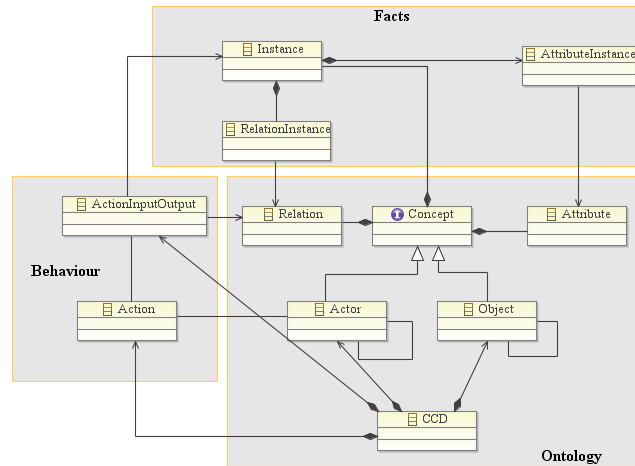 Facts
Instance
AttributeInstance
RelationInstance
ActionInputOutput
Relation
I
Concept
Attribute
Behaviour
Action
Actor
Object
CCD
Ontology